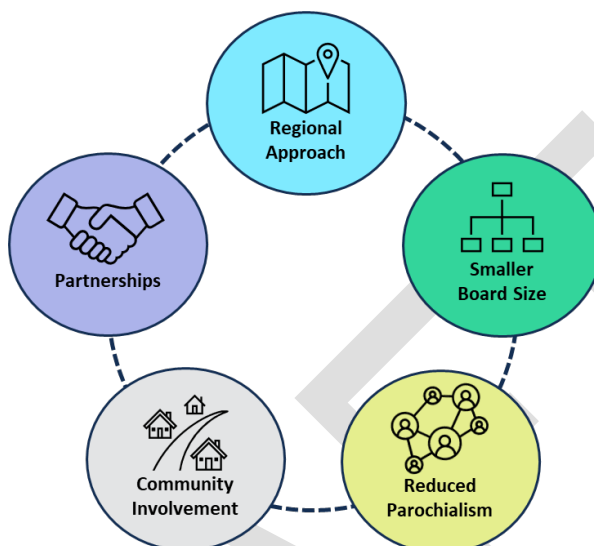 Regional
Approach
Partnerships
Smaller
Board Size
Community
Involvement
Reduced
Parochialism